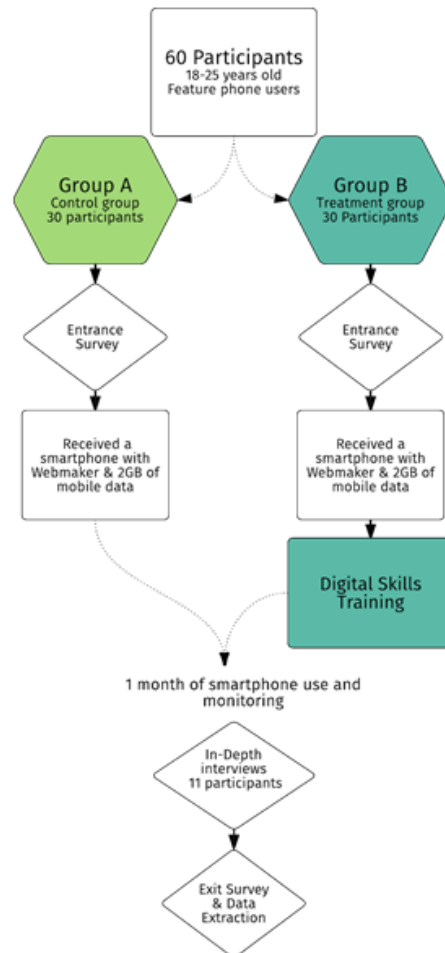 60 Participants
18-25 years old
Feature phone users
Group A
Control group
30 participants
Group B
Treatment group
30 Participants
Entrance
Survey
Entrance
Survey
Received a
smartphone with
Webmaker & 2GB of
mobile data
Received a
smartphone with
Webmaker & 2GB of
mobile data
Digital Skills
Training
1 month of smartphone use and
monitoring
In-Depth
interviews
11 participants
Exit Survey
& Data
Extraction